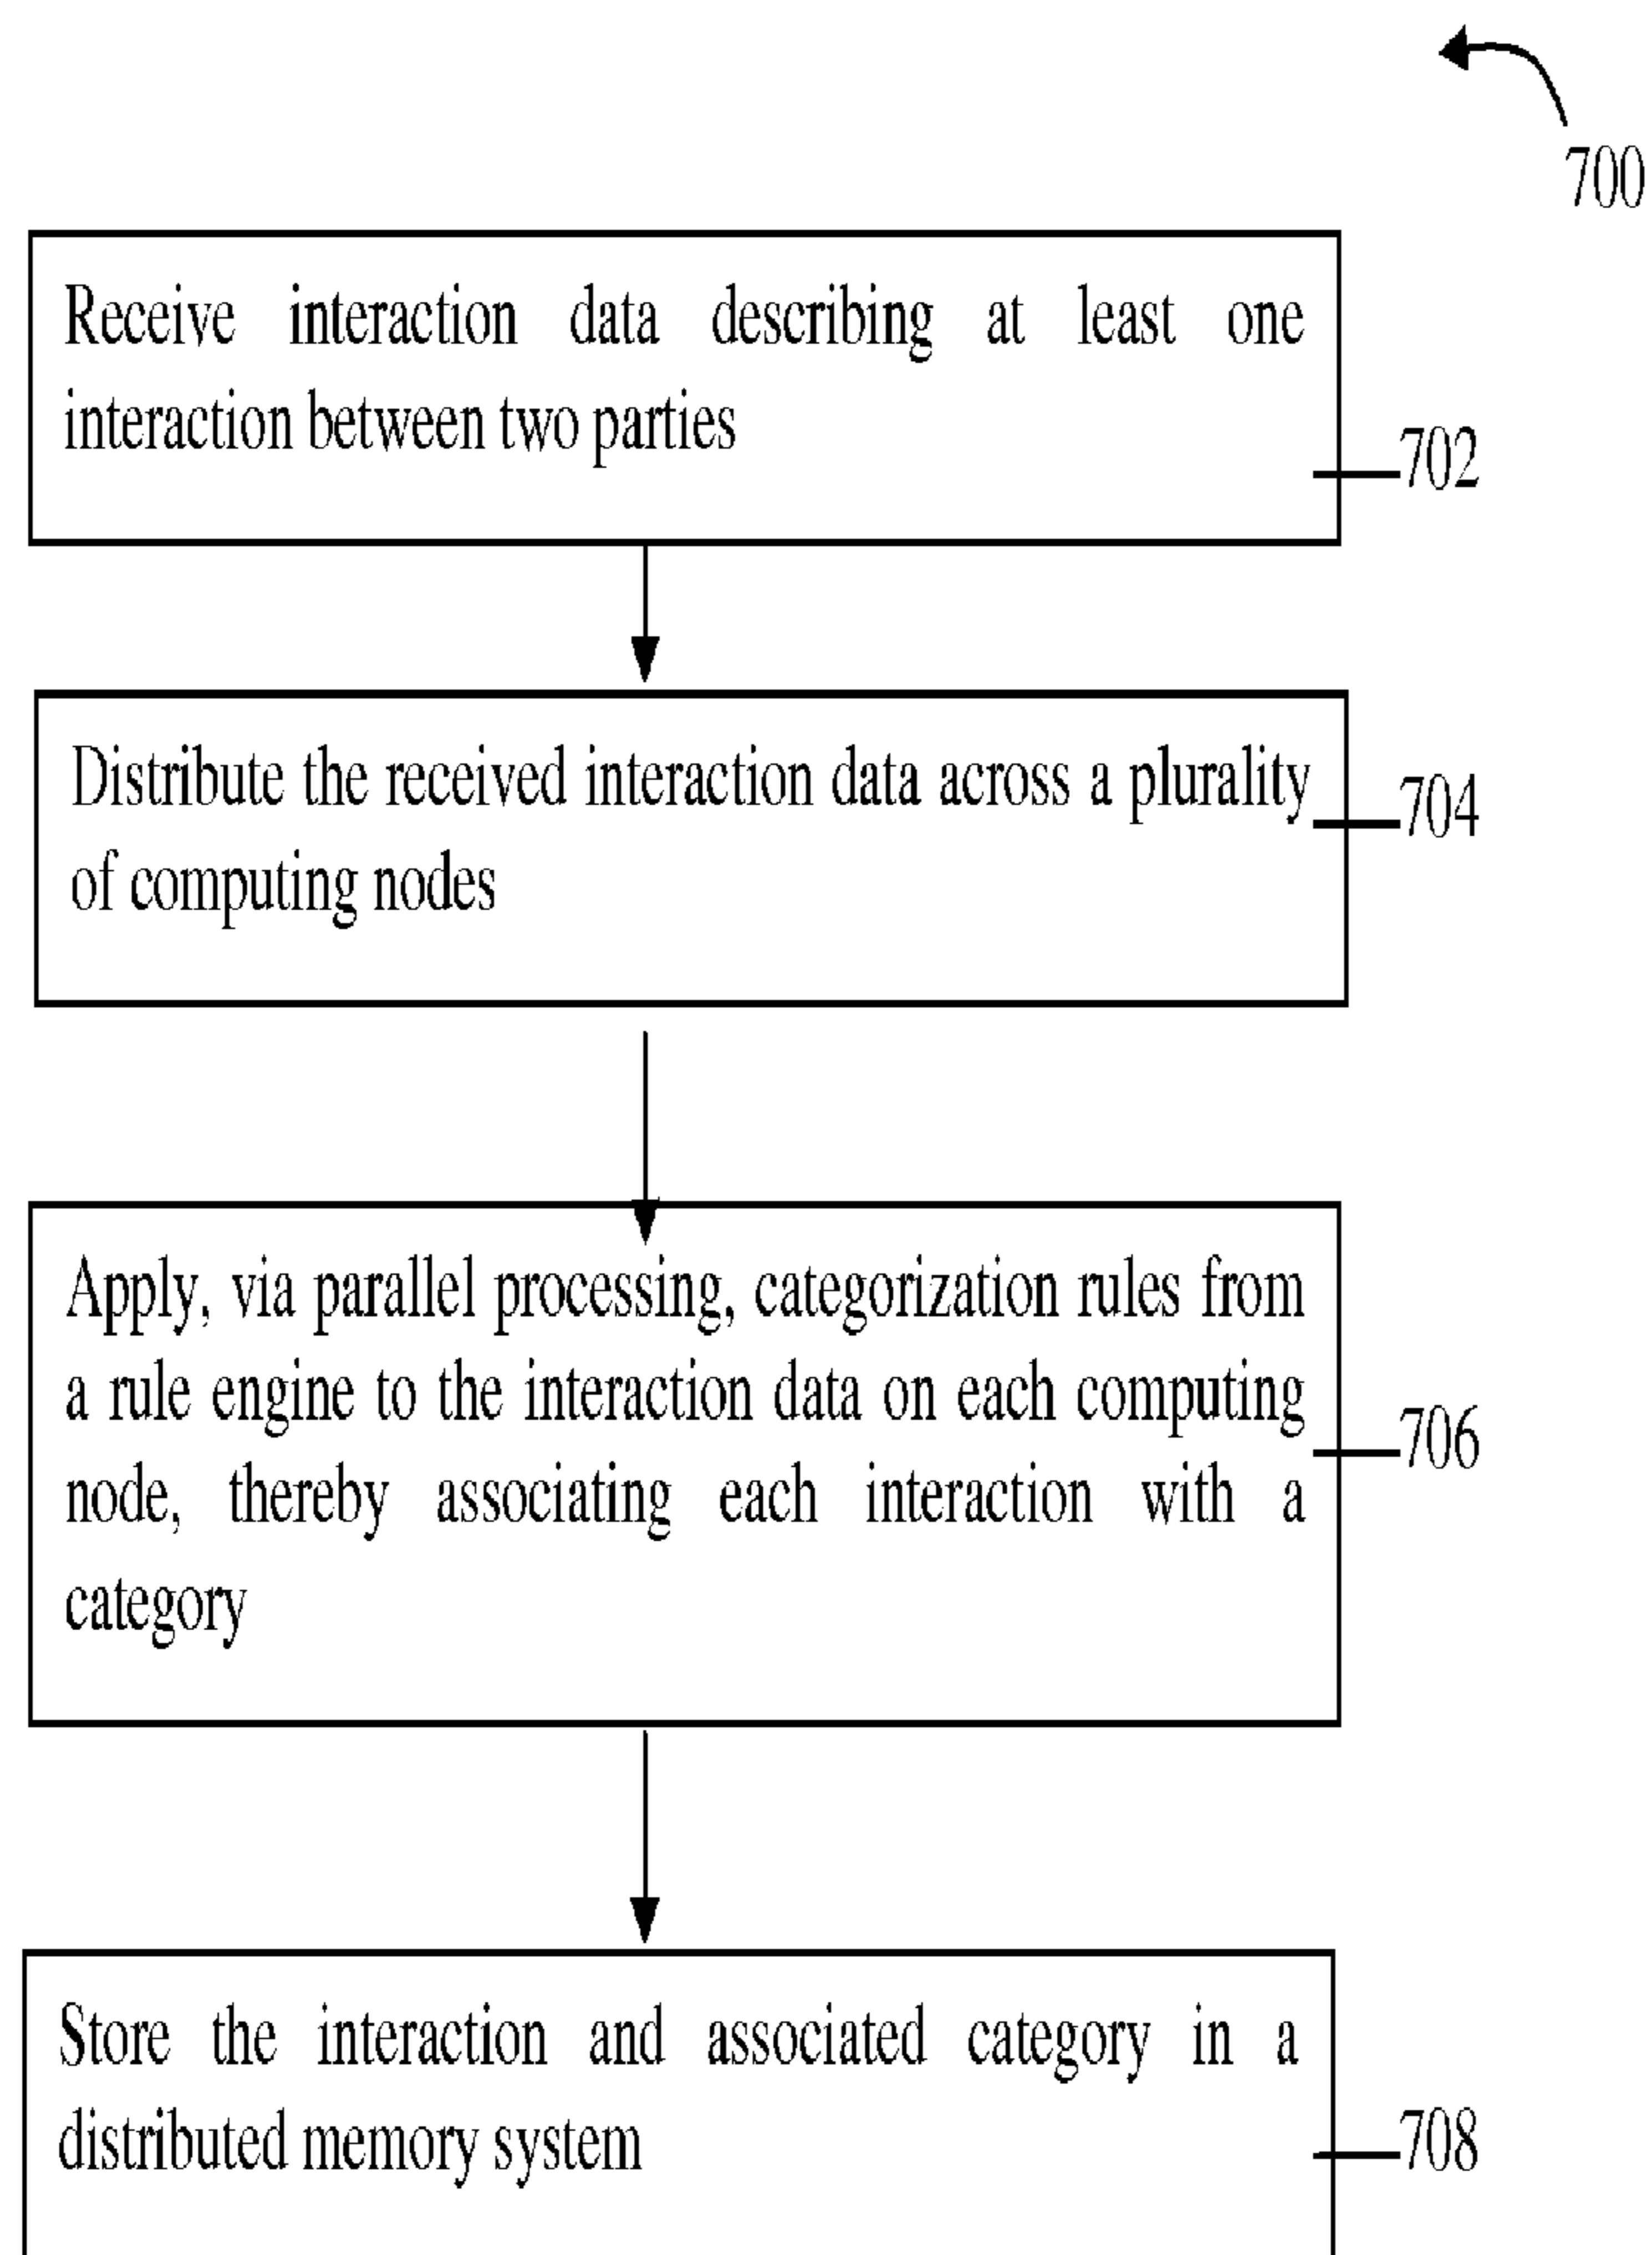 700
Receive interaction data describing at least one
interaction between two parties
702
Distribute the received interaction data across a plurality
of computing nodes
704
Apply, via parallel processing, categorization rules from
a rule engine to the interaction data on each computing
node, thereby associating each interaction with a
category
706
Store the interaction and associated category in a
distributed memory system
708